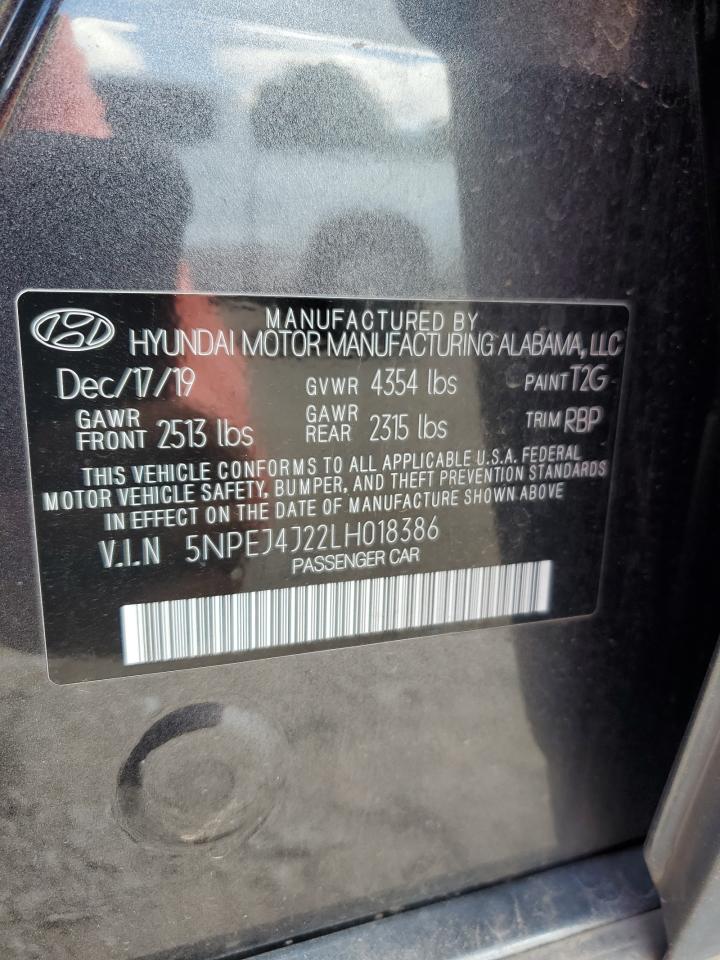 MANUFACTURED BY
HYUNDAI MOTOR MANUFACTURING ALABAMA, LLC
Dec/17/19 GVWR 4354 lbs PAINT T2G
GAWR FRONT 2513 lbs GAWR REAR 2315 lbs TRIM RBP
THIS VEHICLE CONFORMS TO ALL APPLICABLE U.S.A. FEDERAL
MOTOR VEHICLE SAFETY, BUMPER, AND THEFT PREVENTION STANDARDS
IN EFFECT ON THE DATE OF MANUFACTURE SHOWN ABOVE
V.I.N 5NPEJ4J22LH018386
PASSENGER CAR